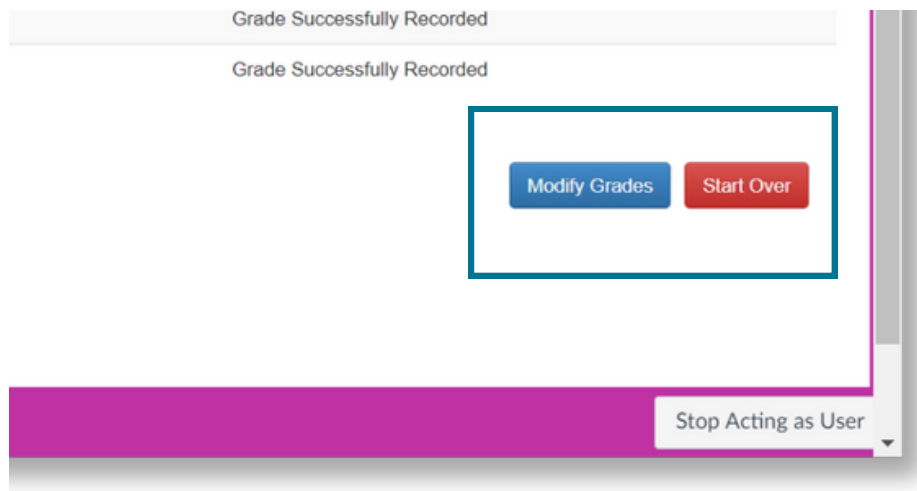 Grade Successfully Recorded
Grade Successfully Recorded
Modify Grades Start Over
Stop Acting as User